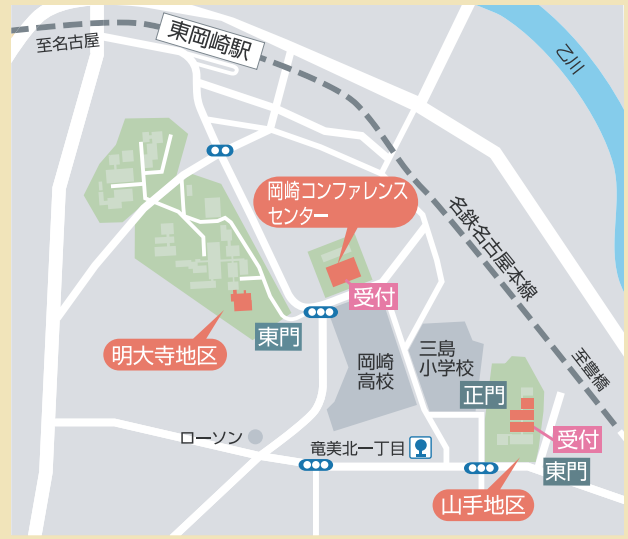 至名古屋
東岡崎駅
乙川
岡崎コンファレンス
センター
名鉄名古屋本線
受付
東門
明大寺地区
岡崎
高校
三島
小学校
至豊橋
正門
ローソン
竜美北一丁目
受付
東門
山手地区